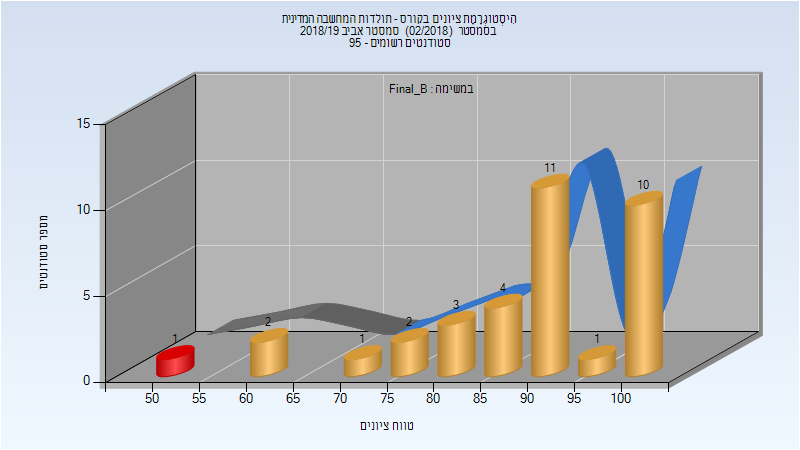 היסטוגרמת ציונים בקורס - תולדות המחשבה המדינית
בסמסטר (02/2018) סמסטר אביב 2018/19
סטודנטים רשומים - 95
במשימה : Final_B
מספר סטודנטים
15
10
5
0
1
2
1
2
3
4
11
1
10
50 55 60 65 70 75 80 85 90 95 100
טווח ציונים